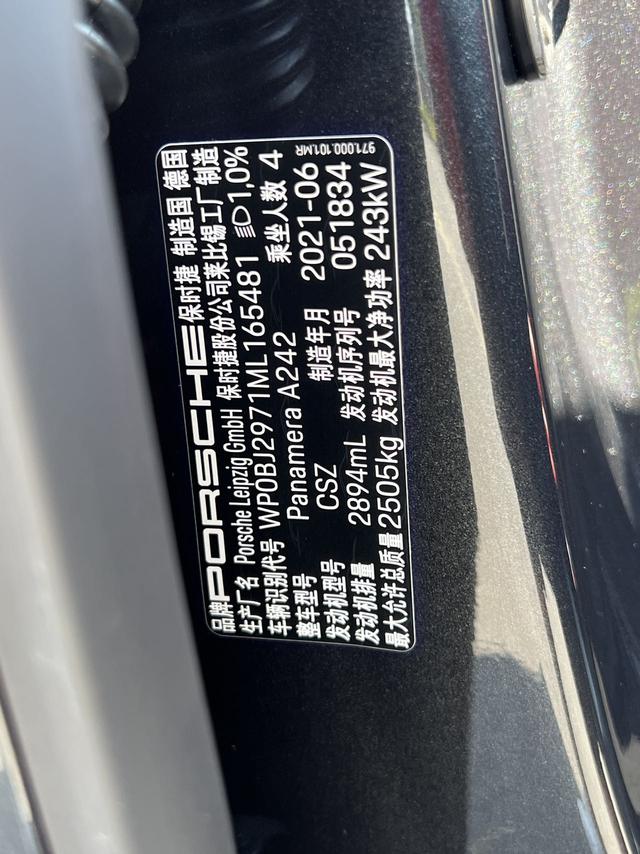 品牌 PORSCHE 保时捷 制造国 德国
生产厂名 Porsche Leipzig GmbH 保时捷股份公司莱比锡工厂制造
车辆识别代号 WP0BJ2971ML165481 1,0%
整车型号 Panamera A242 乘坐人数 4
发动机型号 CSZ 制造年月 2021-06
发动机排量 2894mL 发动机序列号 051834
最大允许总质量 2505kg 发动机最大净功率 243kW
971.000.101.MR